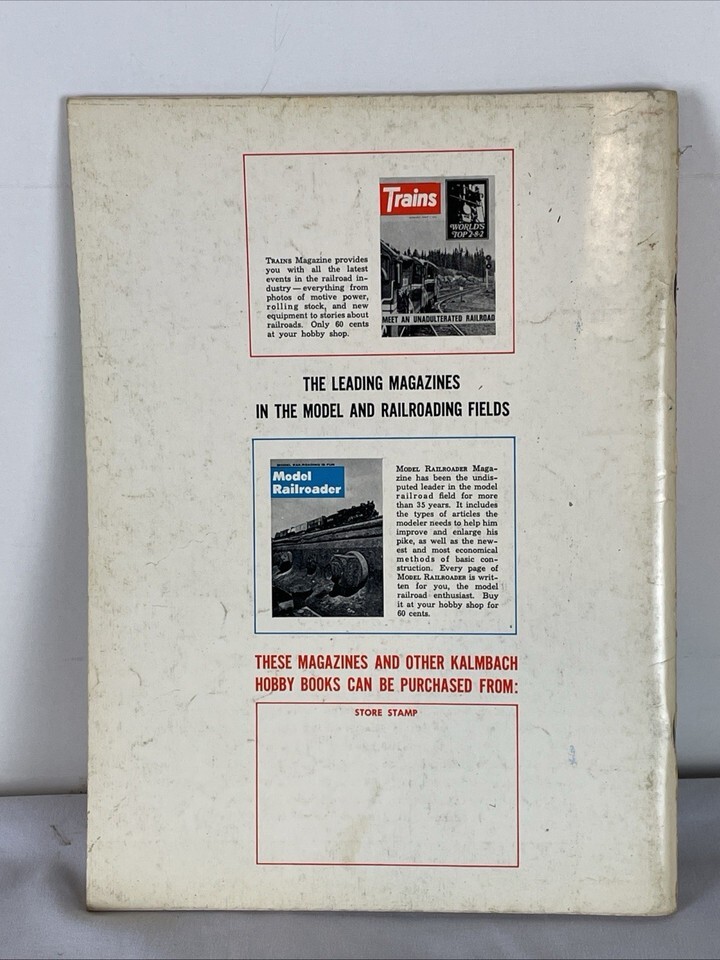 Trains
WORLD'S
TOP 2-8-2
MEET AN UNADULTERATED RAILROAD
TRAINS Magazine provides
you with all the latest
events in the railroad in-
dustry — everything from
photos of motive power,
rolling stock, and new
equipment to stories about
railroads. Only 60 cents
at your hobby shop.
THE LEADING MAGAZINES
IN THE MODEL AND RAILROADING FIELDS
MODEL RAILROADING IS FUN
Model
Railroader
MODEL RAILROADER Maga-
zine has been the undis-
puted leader in the model
railroad field for more
than 35 years. It includes
the types of articles the
modeler needs to help him
improve and enlarge his
pike, as well as the new-
est and most economical
methods of basic con-
struction. Every page of
MODEL RAILROADER is writ-
ten for you, the model
railroad enthusiast. Buy
it at your hobby shop for
60 cents.
THESE MAGAZINES AND OTHER KALMBACH
HOBBY BOOKS CAN BE PURCHASED FROM:
STORE STAMP